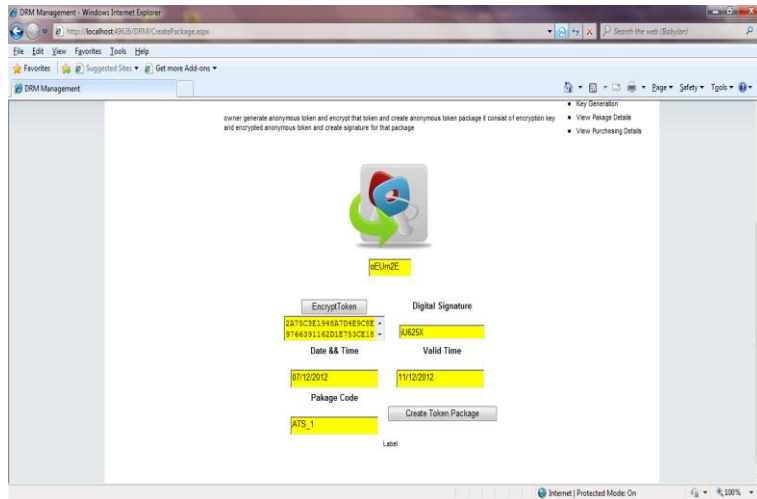 DRM Management - Windows Internet Explorer
http://localhost:49626/DRM/CreatePackage.aspx
Search the web (Babylon)
File Edit View Favorites Tools Help
Favorites Suggested Sites Get more Add-ons
DRM Management
Page Safety Tools
Key Generation
owner generate anonymous token and encrypt that token and create anonymous token package it consist of encryption key
View Pakage Details
and encrypted anonymous token and create signature for that package
View Purchasing Details
oEUm2E
EncryptToken Digital Signature
2A75C3E1948A7D4E9C8E
9766391162D1E753CE18
iU625X
Date && Time Valid Time
07/12/2012 11/12/2012
Pakage Code
Create Token Package
ATS_1
Label
Internet | Protected Mode: On 100%